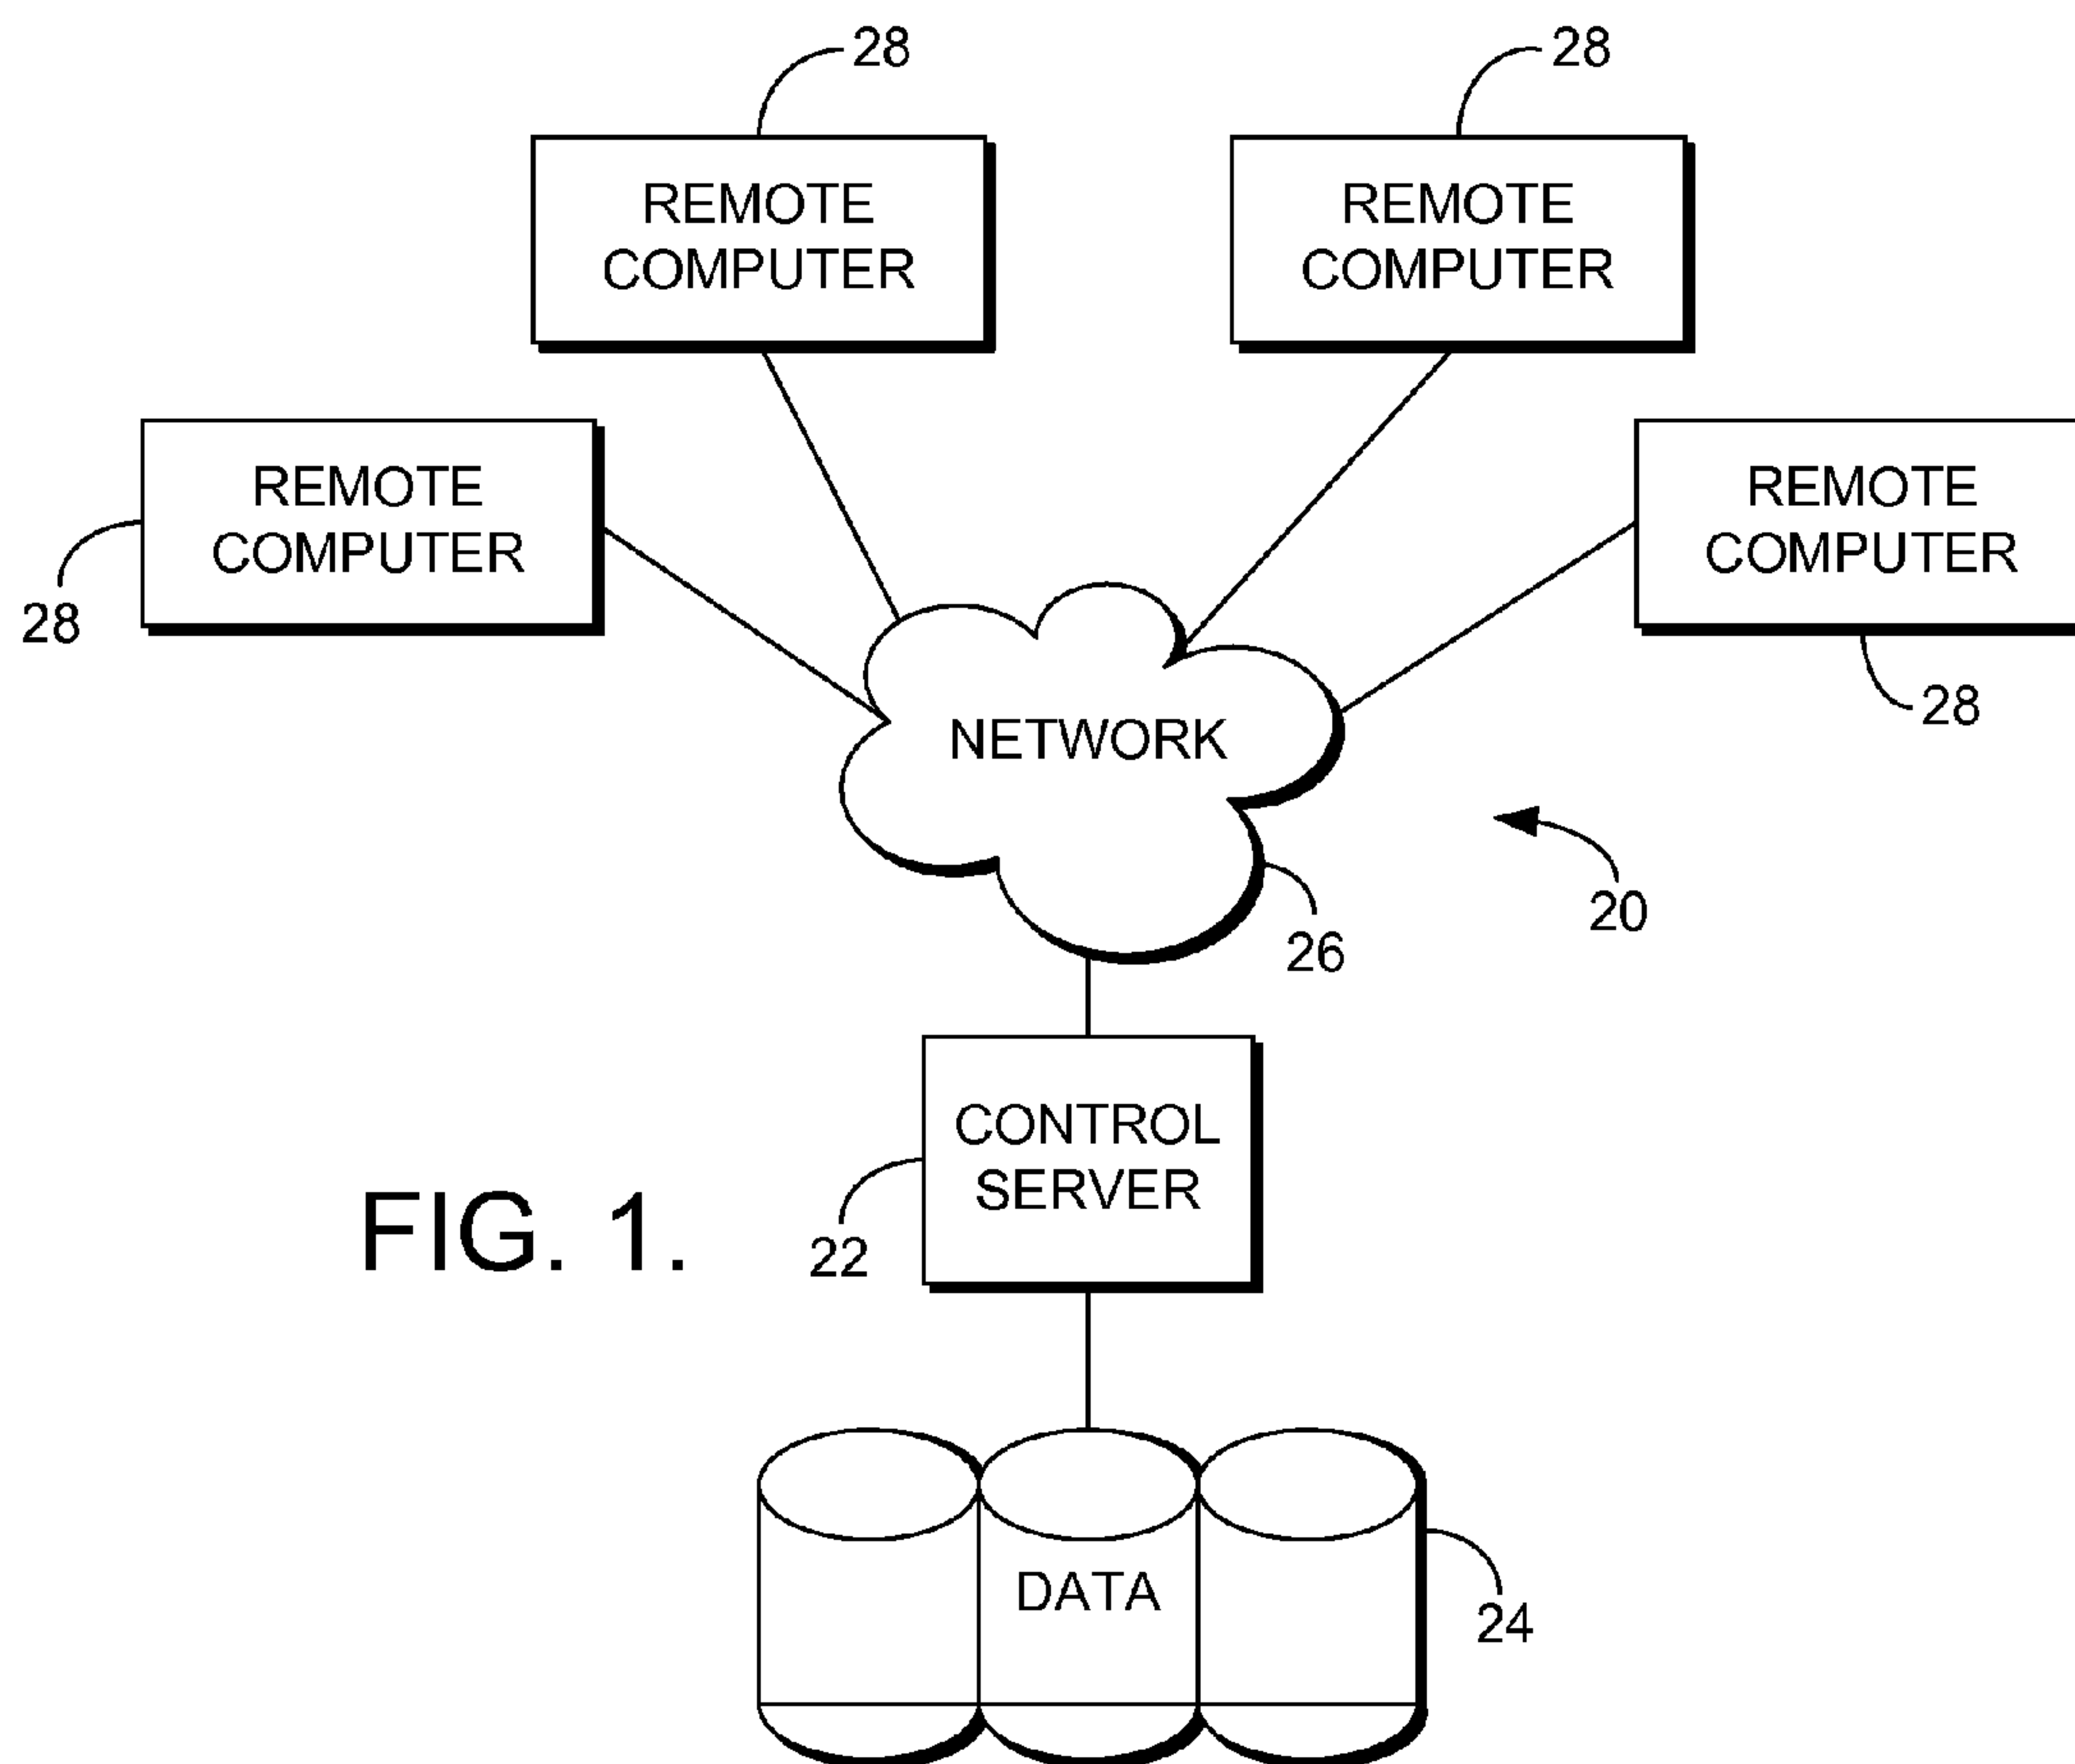 28
28
REMOTE
COMPUTER
REMOTE
COMPUTER
REMOTE
COMPUTER
REMOTE
COMPUTER
28
28
NETWORK
20
26
CONTROL
SERVER
22
FIG. 1.
DATA
24